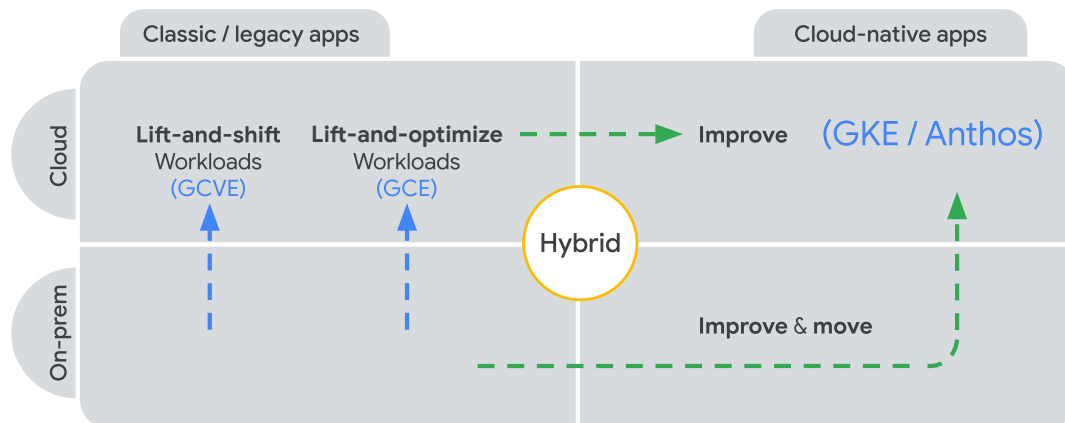 Classic / legacy apps
Cloud-native apps
Cloud
Lift-and-shift
Workloads
(GCVE)
Lift-and-optimize
Workloads
(GCE)
Improve
(GKE / Anthos)
Hybrid
On-prem
Improve & move